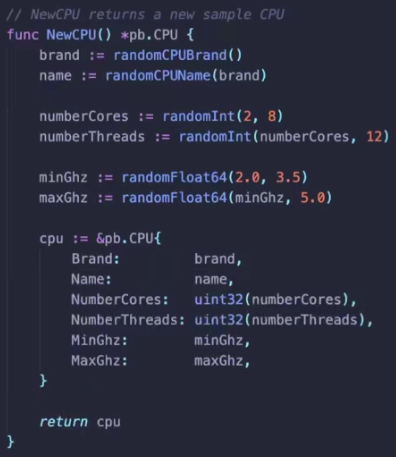 // NewCPU returns a new sample CPU
func NewCPU() *pb.CPU {
    brand := randomCPUBrand()
    name := randomCPUName(brand)

    numberCores := randomInt(2, 8)
    numberThreads := randomInt(numberCores, 12)

    minGhz := randomFloat64(2.0, 3.5)
    maxGhz := randomFloat64(minGhz, 5.0)

    cpu := &pb.CPU{
        Brand:         brand,
        Name:          name,
        NumberCores:   uint32(numberCores),
        NumberThreads: uint32(numberThreads),
        MinGhz:        minGhz,
        MaxGhz:        maxGhz,
    }

    return cpu
}